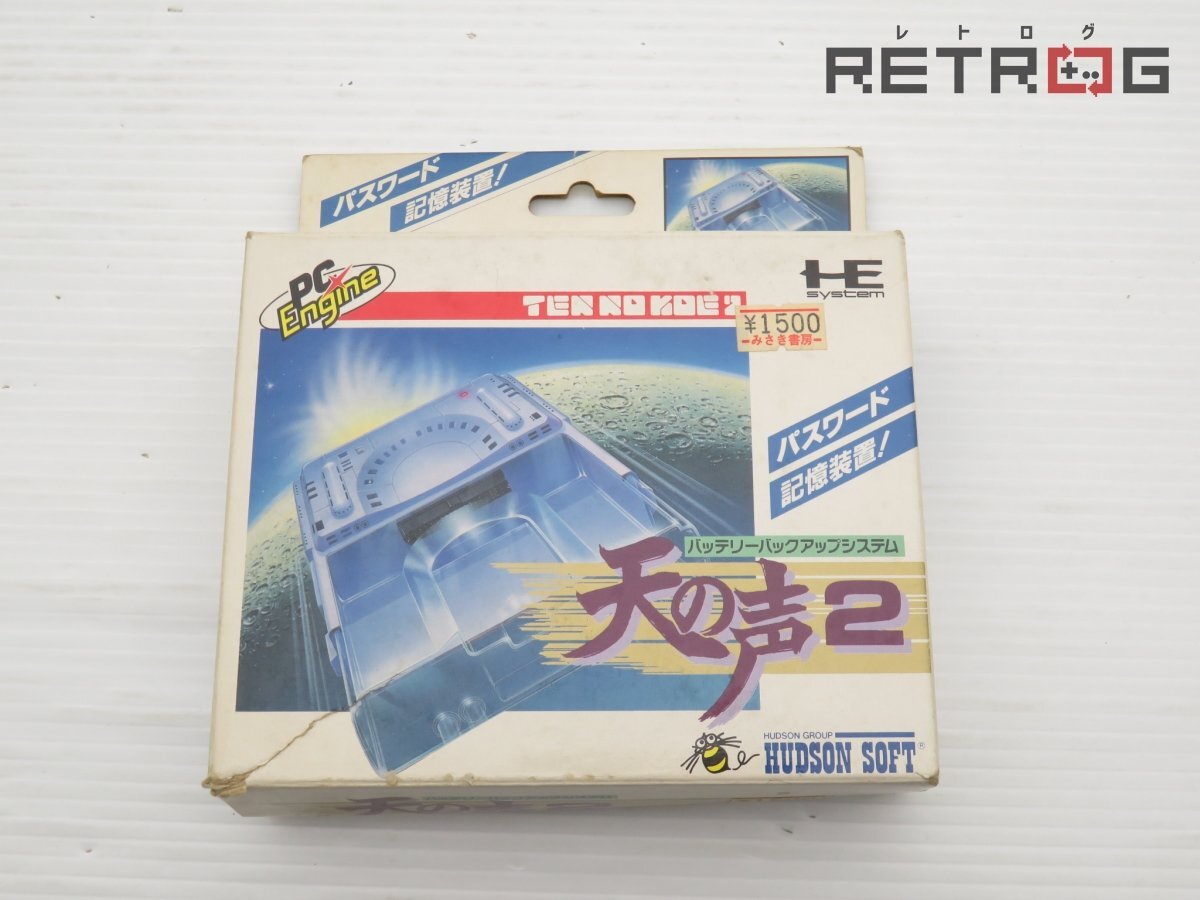 レトログ
RETROG
パスワード
記憶装置!
PC
Engine
TEN NO KOE 2
HE
system
¥1500
みさき書房
パスワード
記憶装置!
バッテリーバックアップシステム
天の声2
HUDSON GROUP
HUDSON SOFT®
天の声2